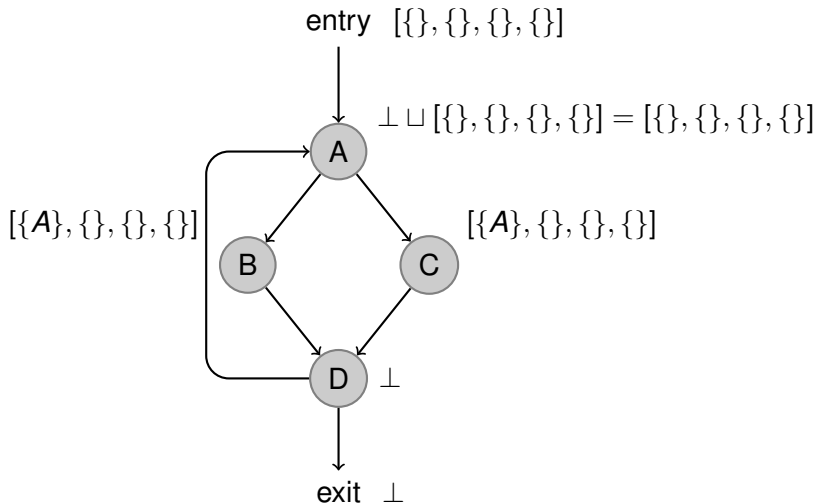 entry [{}, {}, {}, {}]
⊥ ⊔ [{}, {}, {}, {}] = [{}, {}, {}, {}]
A
[{A}, {}, {}, {}]
[{A}, {}, {}, {}]
B
C
D ⊥
exit ⊥